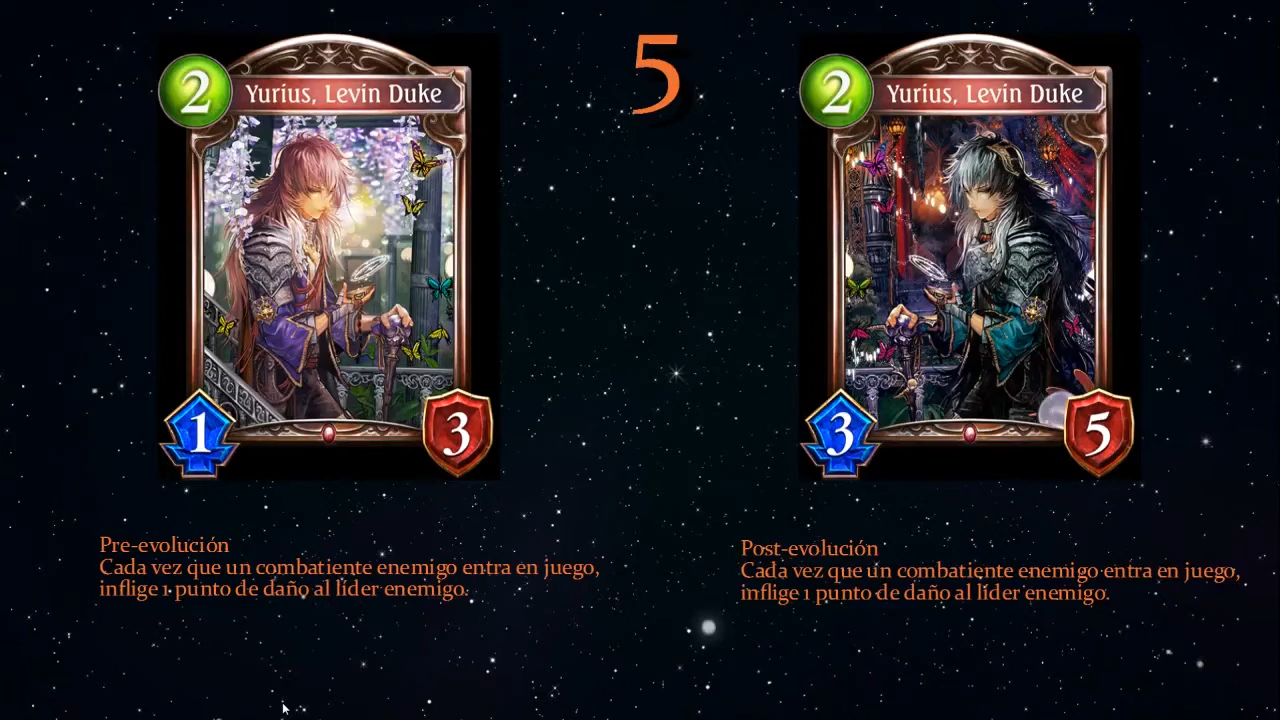 5
2
Yurius, Levin Duke
1
3
2
Yurius, Levin Duke
3
5
Pre-evolución
Cada vez que un combatiente enemigo entra en juego,
inflige 1 punto de daño al líder enemigo.
Post-evolución
Cada vez que un combatiente enemigo entra en juego,
inflige 1 punto de daño al líder enemigo.